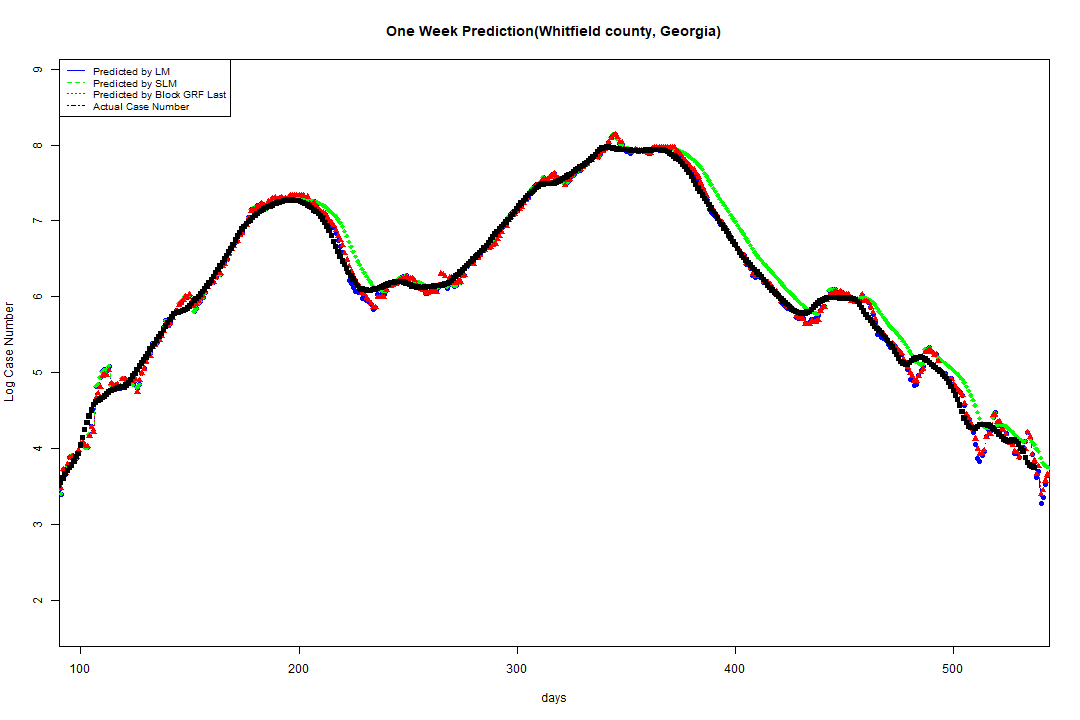 One Week Prediction(Whitfield county, Georgia)
Predicted by LM
Predicted by SLM
Predicted by Block GRF Last
Actual Case Number
9
8
7
6
5
4
3
2
Log Case Number
100 200 300 400 500
days